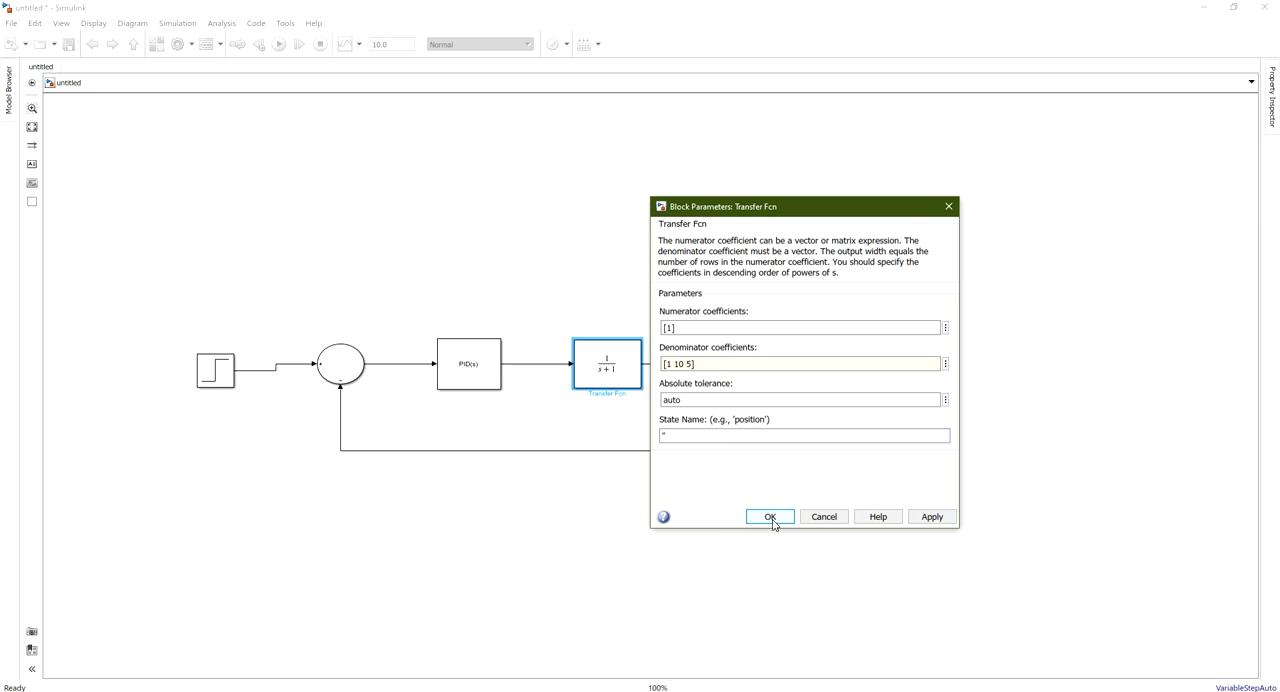 untitled * - Simulink
File Edit View Display Diagram Simulation Analysis Code Tools Help
10.0 Normal
untitled
untitled
Model Browser
Property Inspector
Block Parameters: Transfer Fcn
Transfer Fcn
The numerator coefficient can be a vector or matrix expression. The
denominator coefficient must be a vector. The output width equals the
number of rows in the numerator coefficient. You should specify the
coefficients in descending order of powers of s.
Parameters
Numerator coefficients:
[1]
Denominator coefficients:
[1 10 5]
Absolute tolerance:
auto
State Name: (e.g., 'position')
''
OK Cancel Help Apply
+
−
PID(s)
1
s + 1
Transfer Fcn
Ready 100% VariableStepAuto